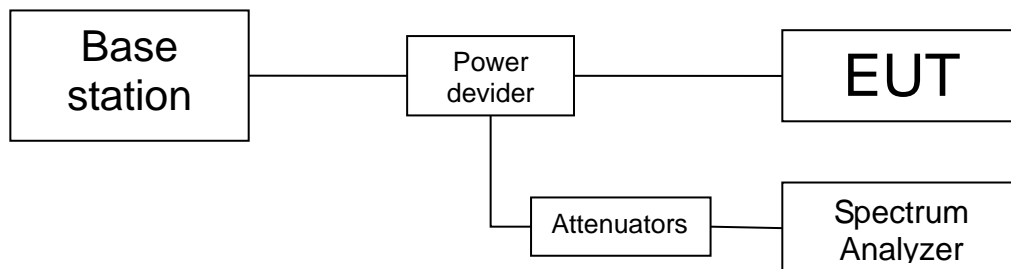 Base
station
Power
devider
EUT
Attenuators
Spectrum
Analyzer